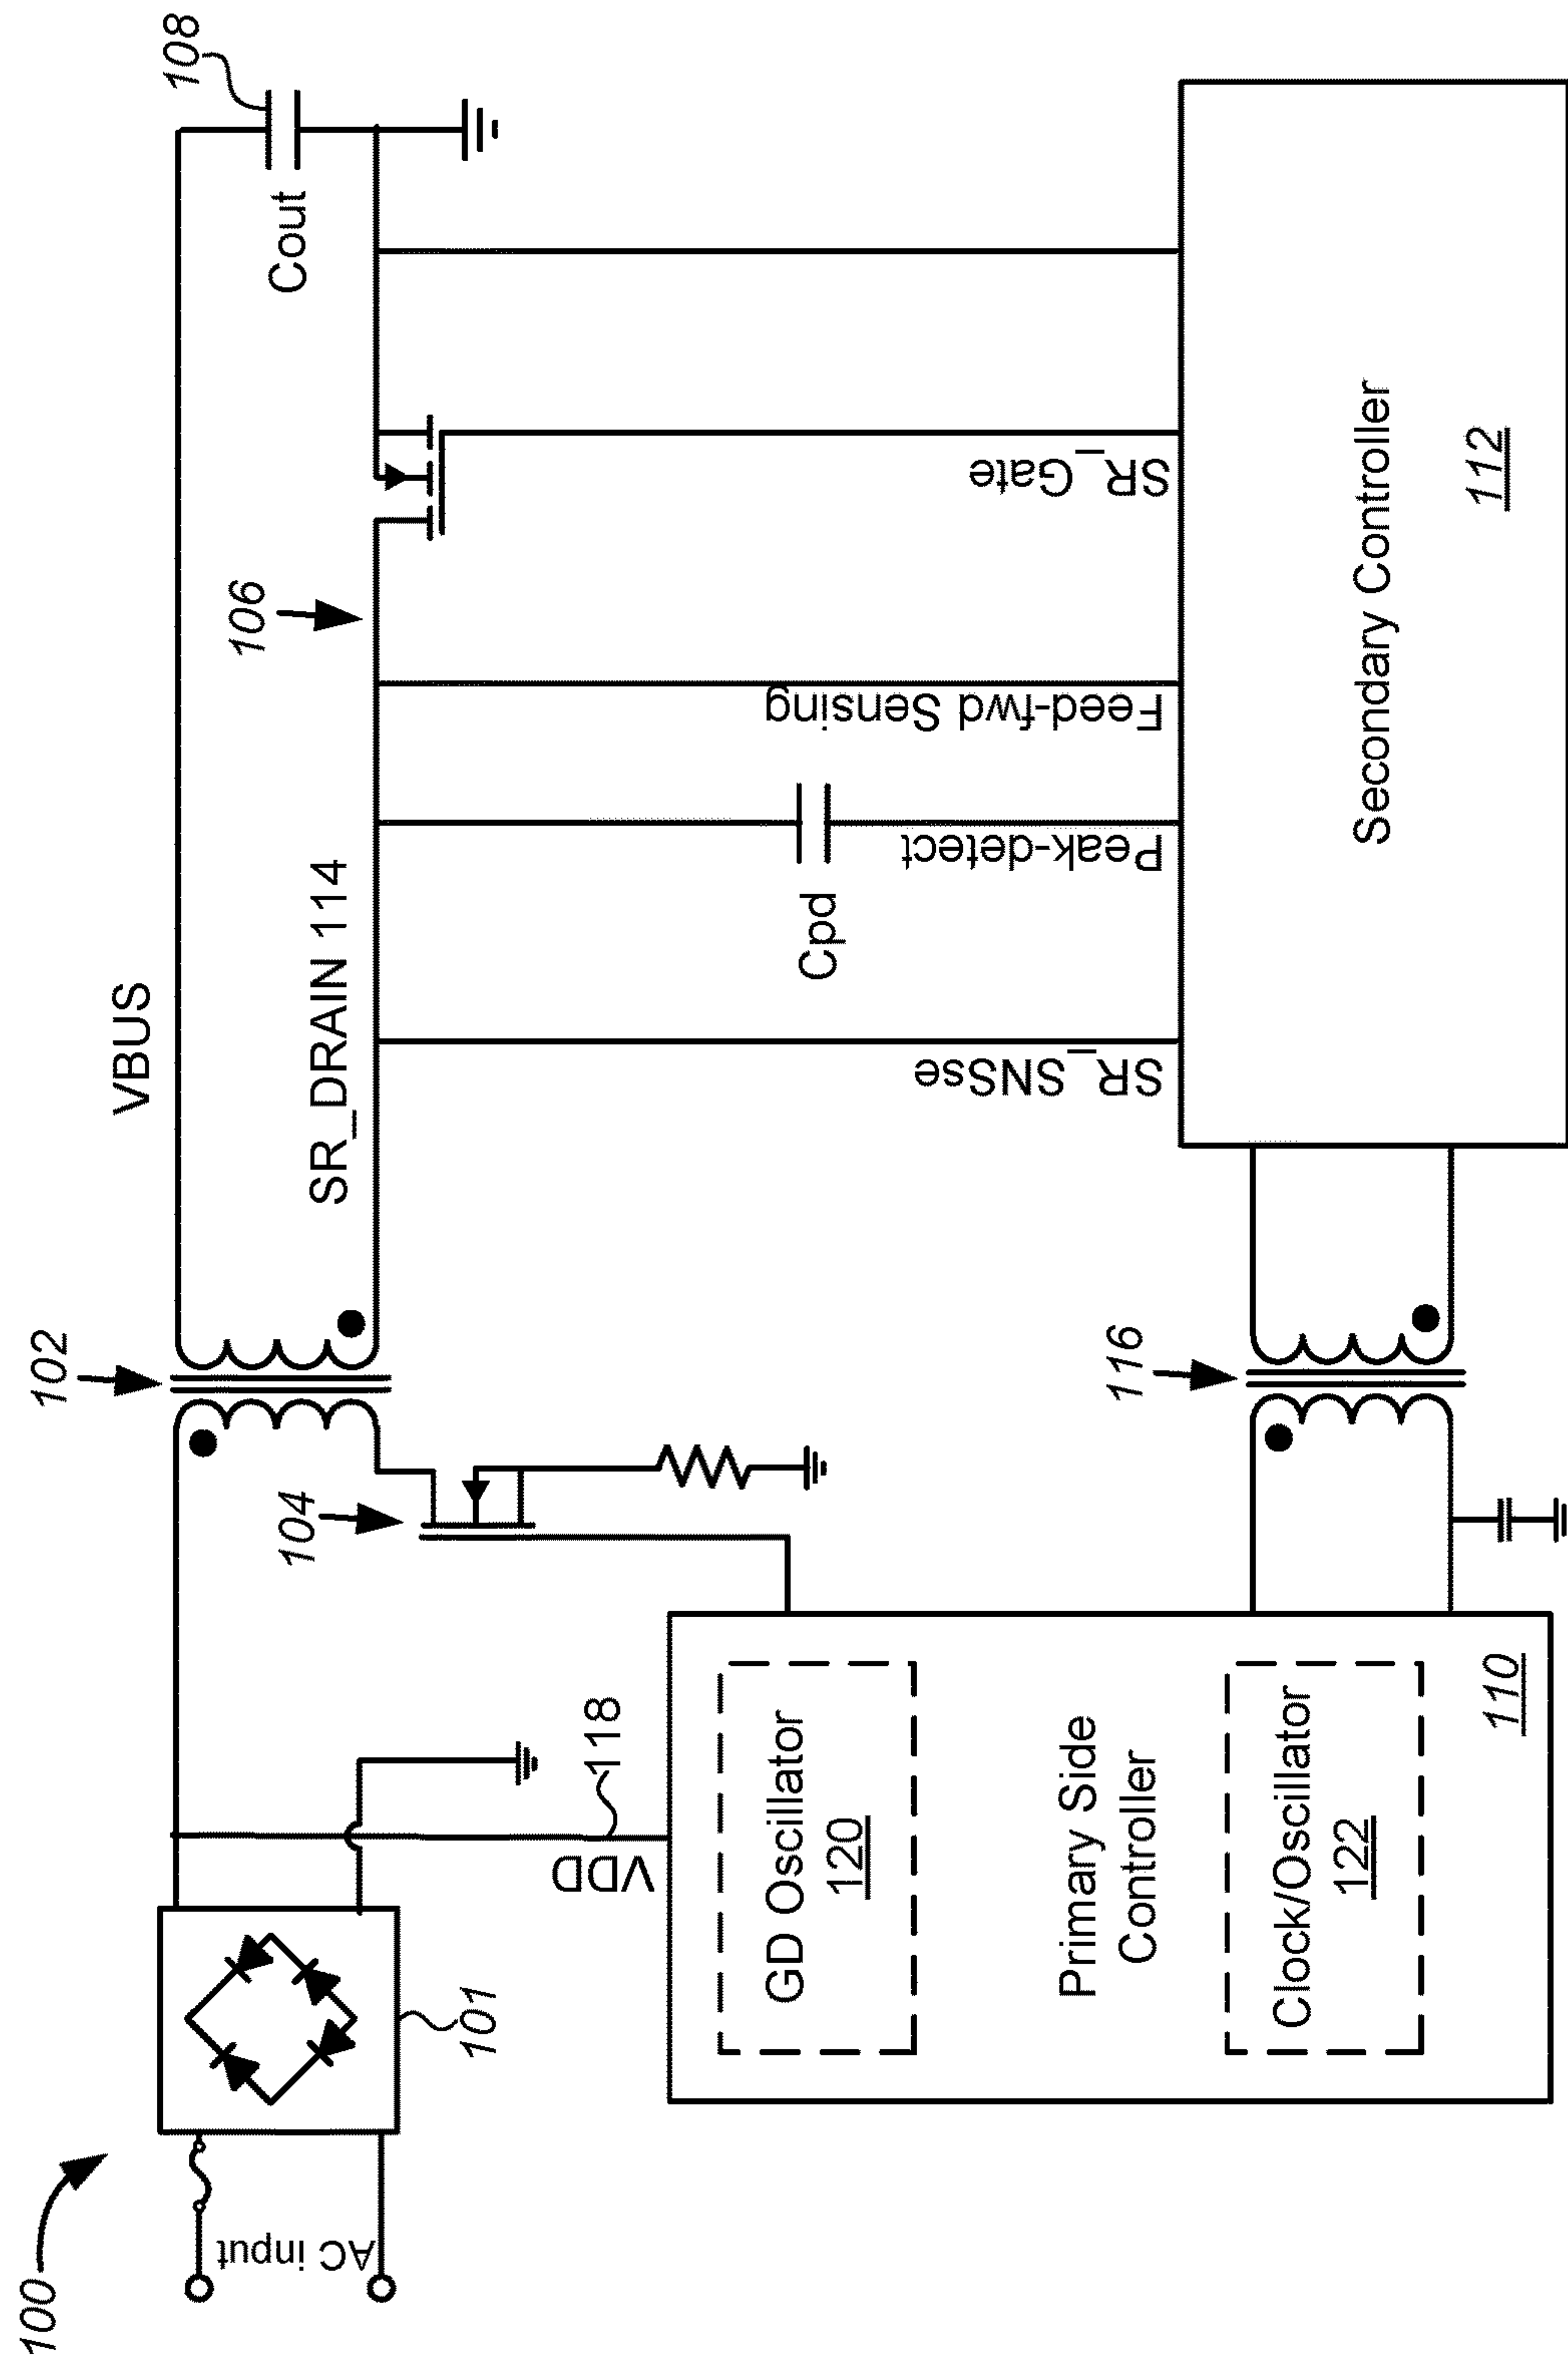 100
AC input
101
VDD
118
102
104
VBUS
SR_DRAIN 114
106
108
Cout
GD Oscillator
120
Primary Side
Controller
Clock/Oscillator
122
110
116
SR_SNSse
Cpd
Peak-detect
Feed-fwd Sensing
SR_Gate
Secondary Controller
112